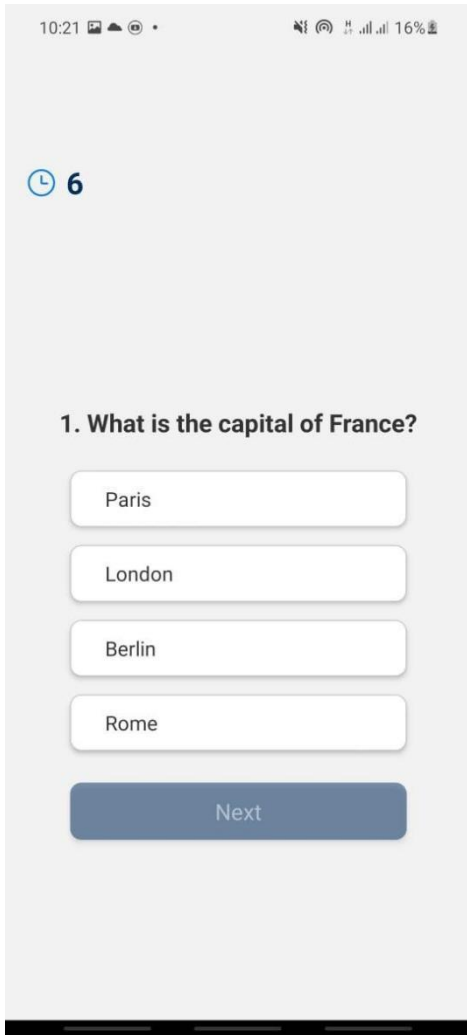 10:21 16%
6
1. What is the capital of France?
Paris
London
Berlin
Rome
Next